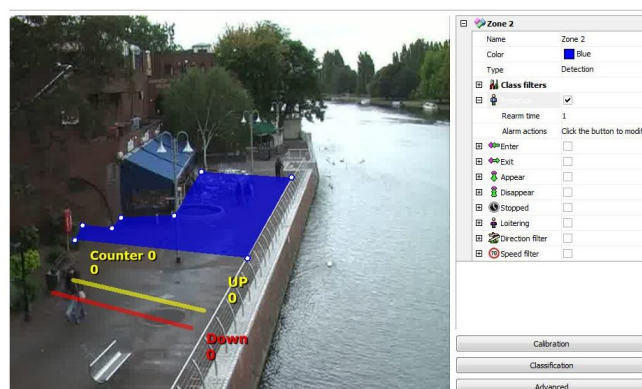 Zone 2
Name Zone 2
Color Blue
Type Detection
Class filters
Rearm time 1
Alarm actions Click the button to modif
Enter
Exit
Appear
Disappear
Stopped
Loitering
Direction filter
Speed filter
Counter 0
0
UP
0
Down
0
Calibration
Classification
Advanced